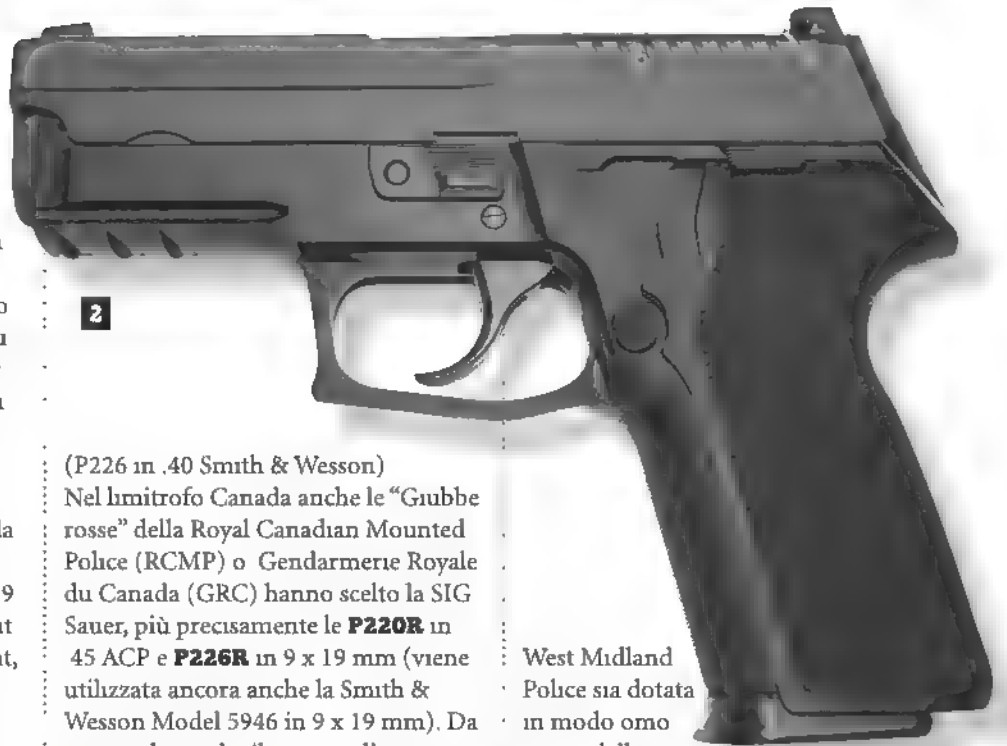 2
o
u
la
9
(P226 in .40 Smith & Wesson)
Nel limitrofo Canada anche le “Giubbe
rosse” della Royal Canadian Mounted
Police (RCMP) o Gendarmerie Royale
du Canada (GRC) hanno scelto la SIG
Sauer, più precisamente le P220R in
45 ACP e P226R in 9 x 19 mm (viene
utilizzata ancora anche la Smith &
Wesson Model 5946 in 9 x 19 mm). Da
West Midland
Police sia dotata
in modo omo